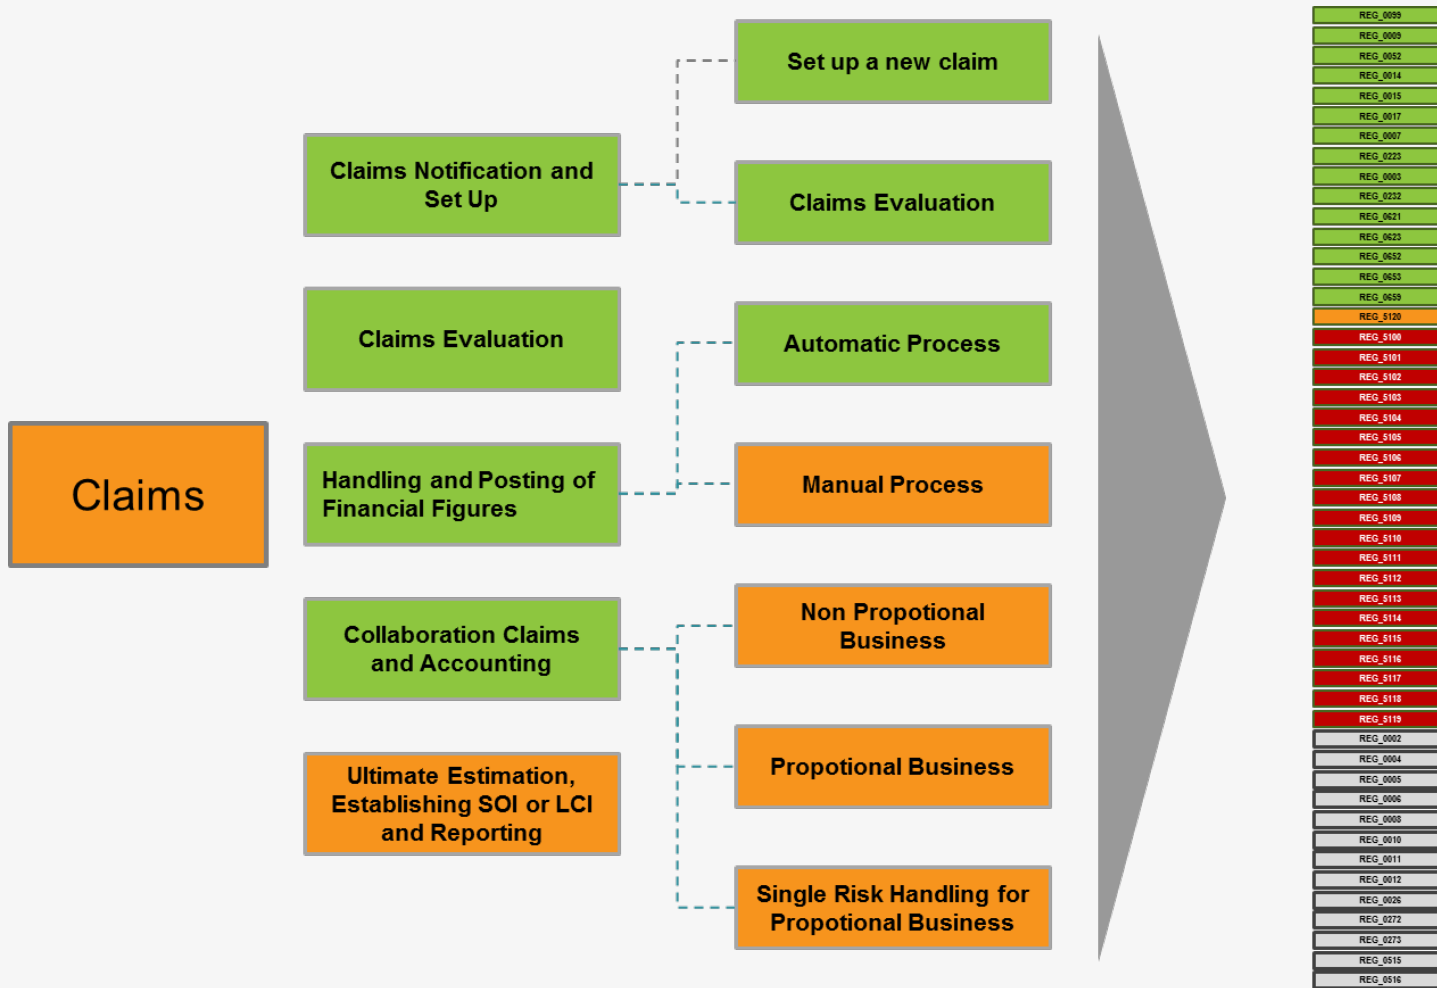 Claims
Claims Notification and
Set Up
Claims Evaluation
Handling and Posting of
Financial Figures
Collaboration Claims
and Accounting
Ultimate Estimation,
Establishing SOI or LCI
and Reporting
Set up a new claim
Claims Evaluation
Automatic Process
Manual Process
Non Propotional
Business
Propotional Business
Single Risk Handling for
Propotional Business
REG_0099
REG_0009
REG_0052
REG_0014
REG_0015
REG_0017
REG_0007
REG_0223
REG_0003
REG_0232
REG_0621
REG_0623
REG_0652
REG_0653
REG_0659
REG_5120
REG_5100
REG_5101
REG_5102
REG_5103
REG_5104
REG_5105
REG_5106
REG_5107
REG_5108
REG_5109
REG_5110
REG_5111
REG_5112
REG_5113
REG_5114
REG_5115
REG_5116
REG_5117
REG_5118
REG_5119
REG_0002
REG_0004
REG_0005
REG_0006
REG_0008
REG_0010
REG_0011
REG_0012
REG_0026
REG_0272
REG_0273
REG_0515
REG_0516